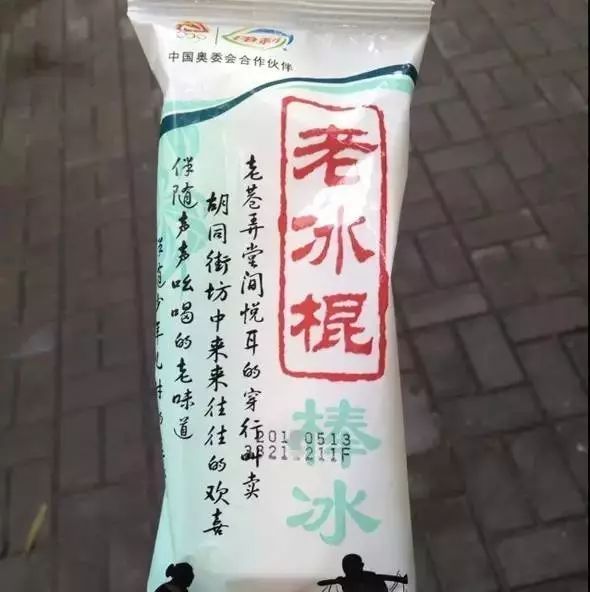 伊利
中国奥委会合作伙伴
老冰棍
棒冰
老巷弄堂间悦耳的穿行叫卖
胡同街坊中来来往往的欢喜
伴随声声吆喝的老味道
0513
211F